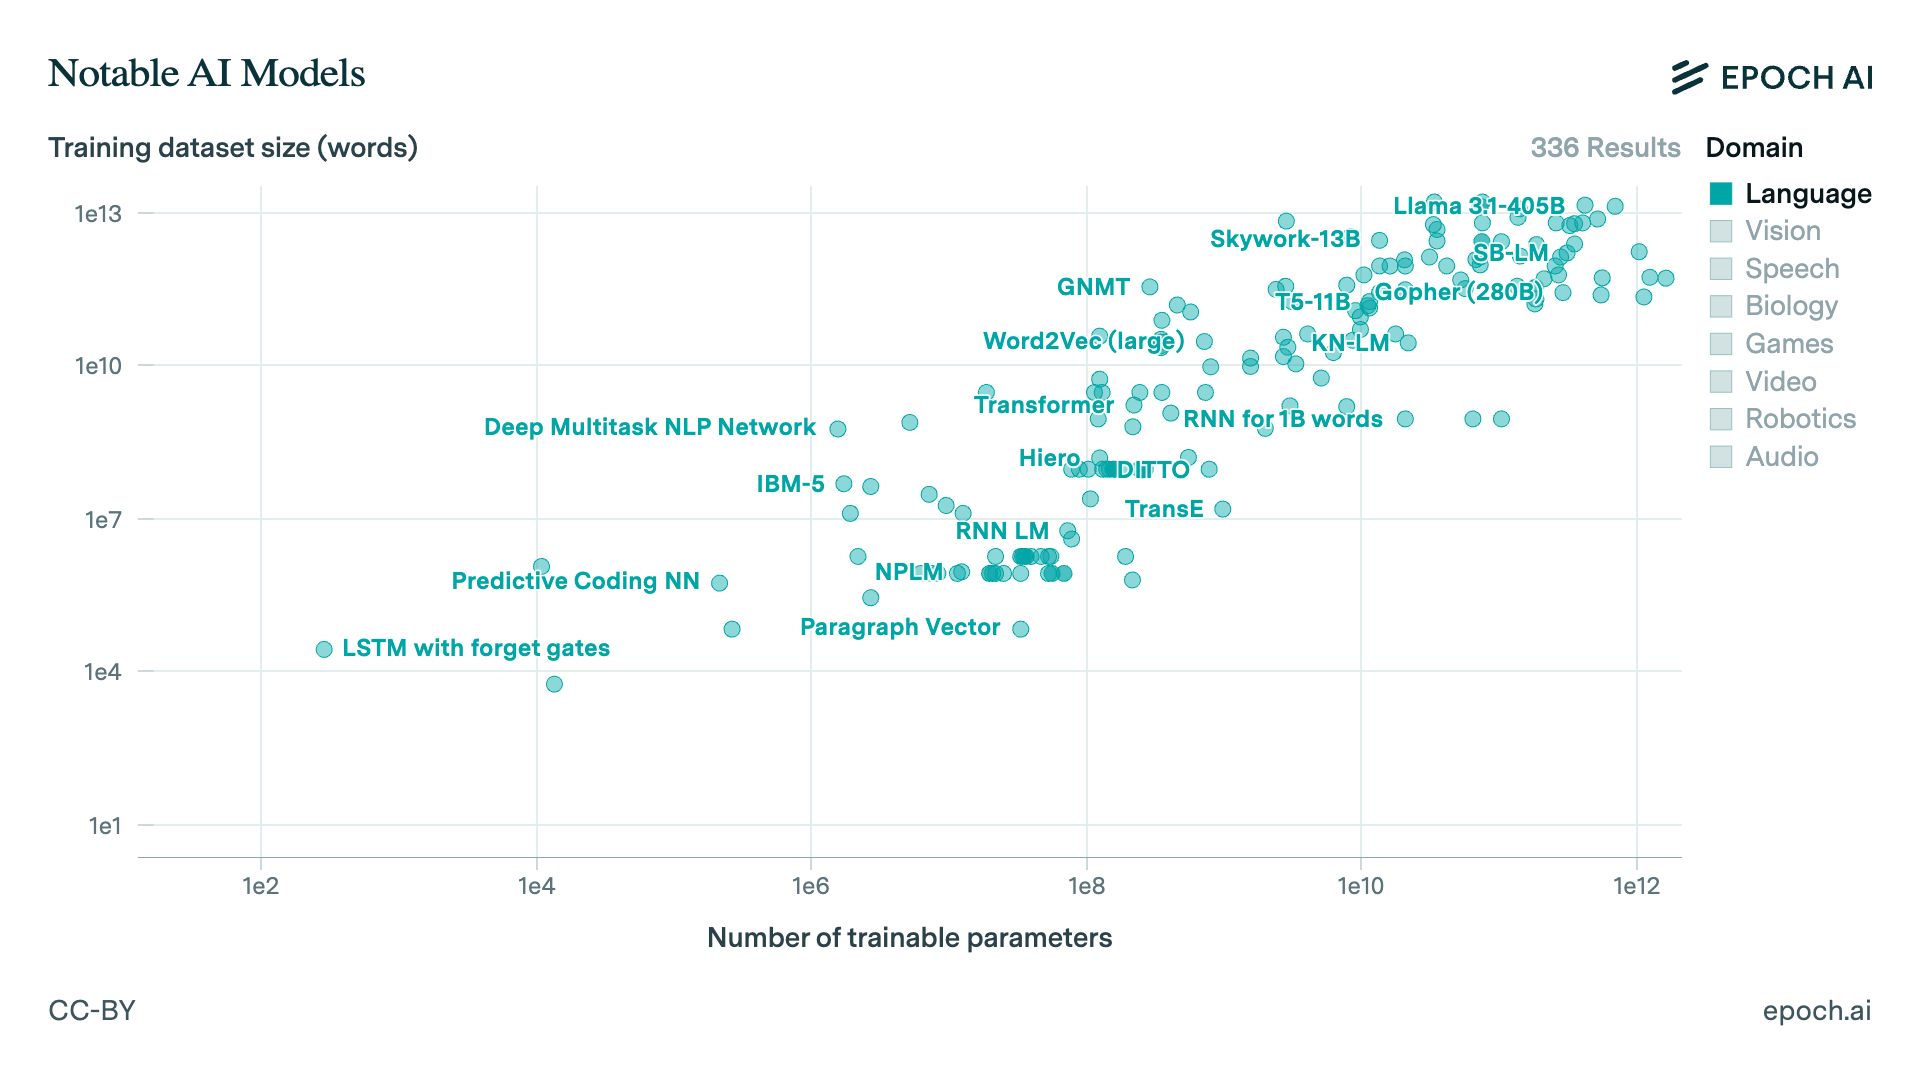 Notable AI Models
EPOCH AI
Training dataset size (words)
336 Results
Domain
Language
Vision
Speech
Biology
Games
Video
Robotics
Audio
1e13
1e10
1e7
1e4
1e1
Llama 3.1-405B
Skywork-13B
SB-LM
GNMT
T5-11B
Gopher (280B)
Word2Vec (large)
KN-LM
Transformer
RNN for 1B words
Deep Multitask NLP Network
Hiero
DITTO
IBM-5
TransE
RNN LM
NPLM
Predictive Coding NN
Paragraph Vector
LSTM with forget gates
1e2
1e4
1e6
1e8
1e10
1e12
Number of trainable parameters
CC-BY
epoch.ai